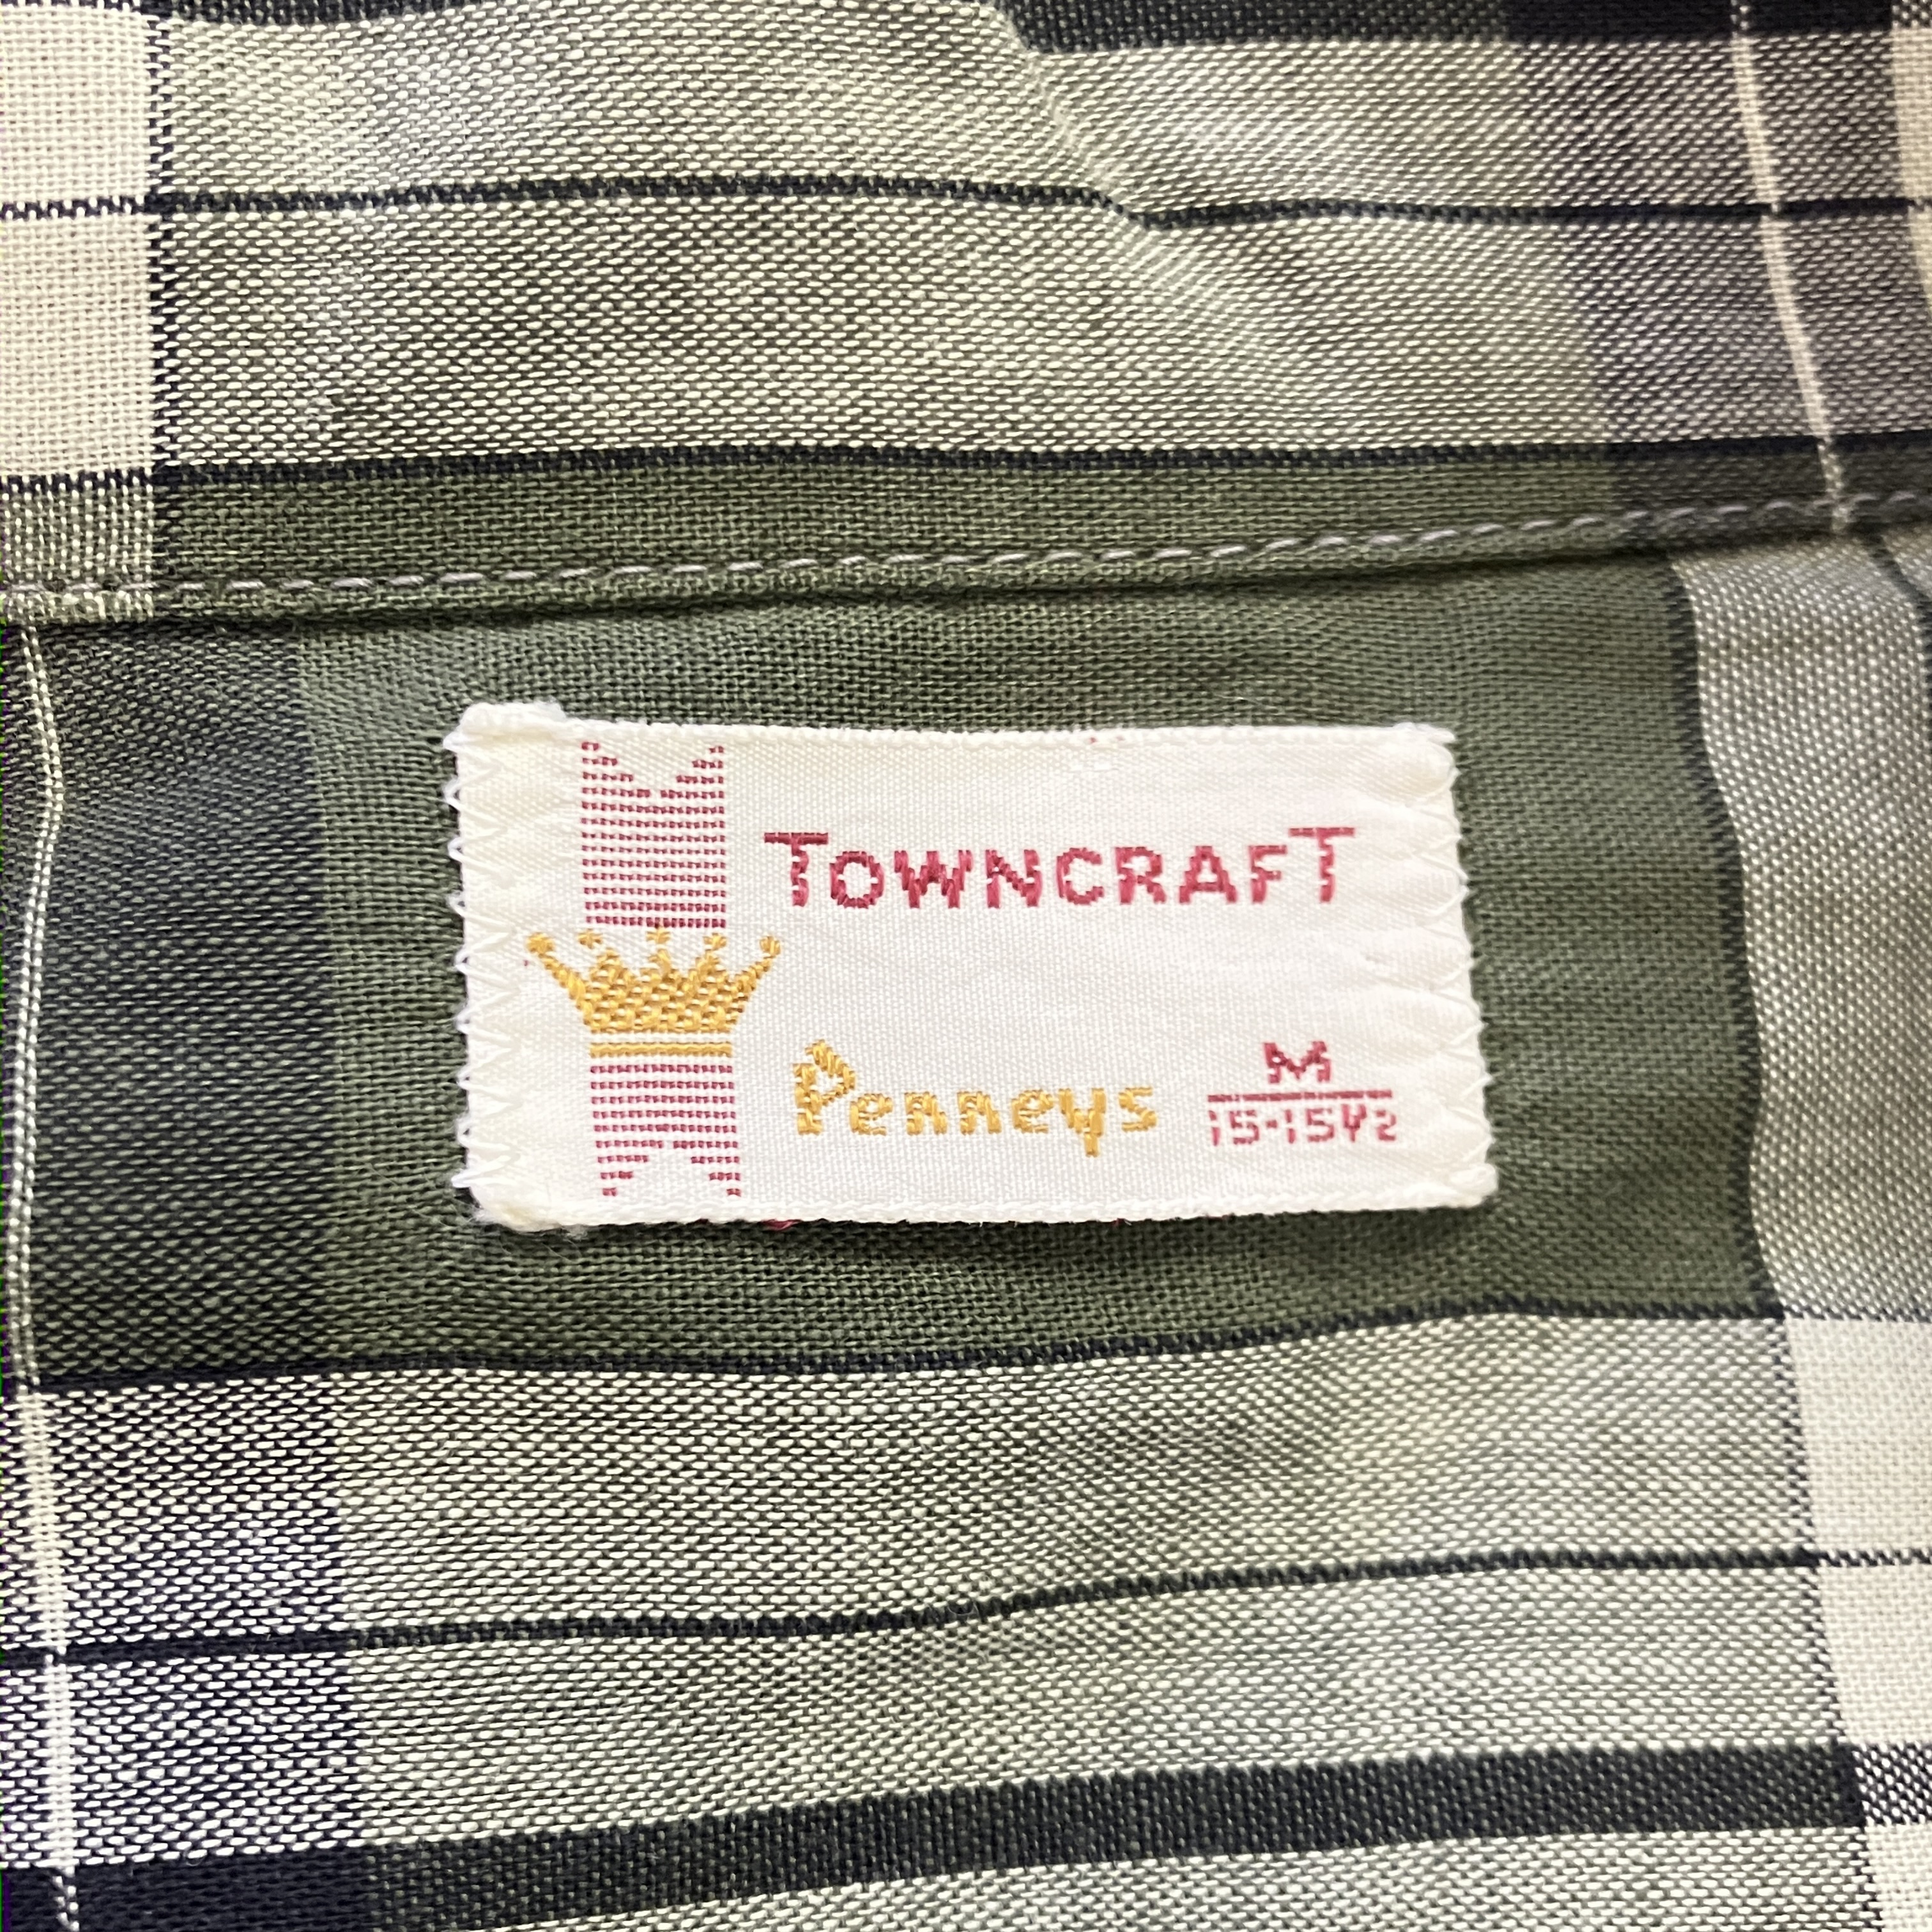 TOWNCRAFT
Penneys
M
15-15½